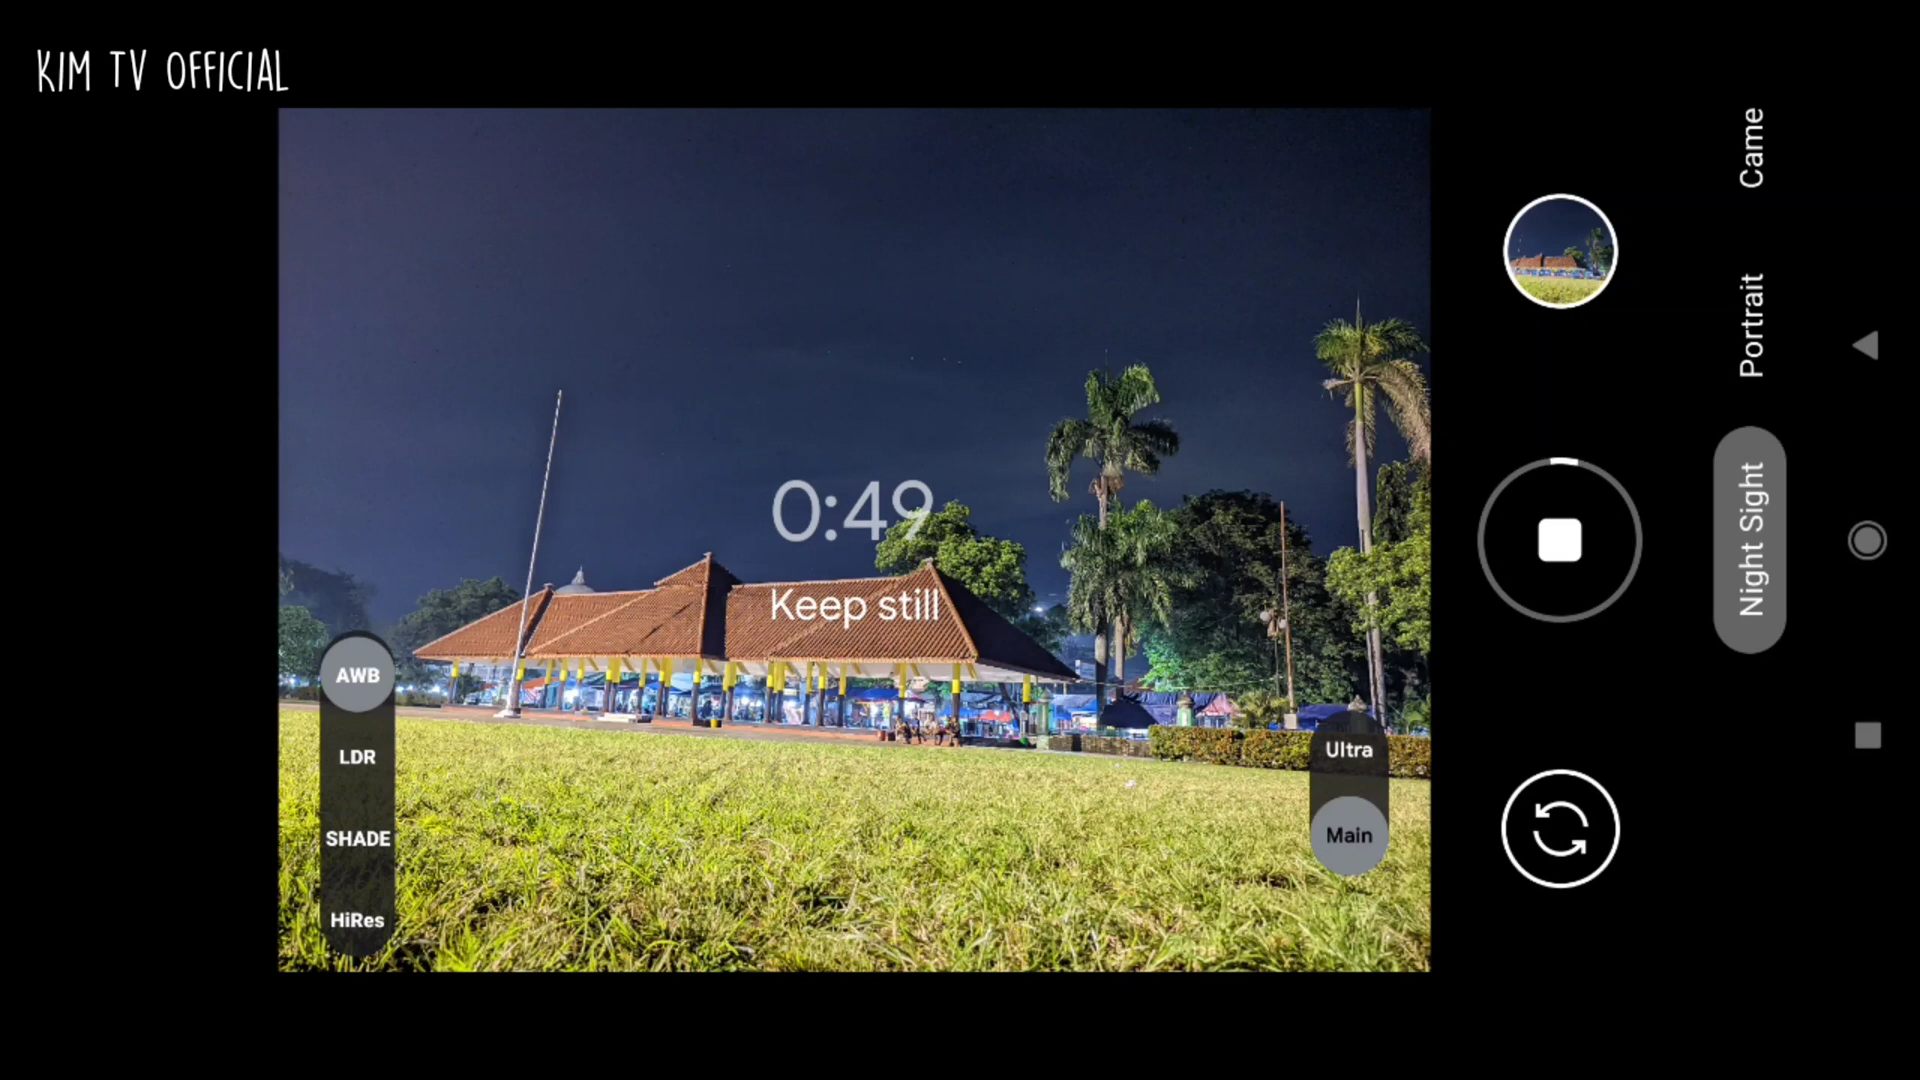 KIM TV OFFICIAL
Came
Portrait
Night Sight
0:49
Keep still
AWB
LDR
SHADE
HiRes
Ultra
Main